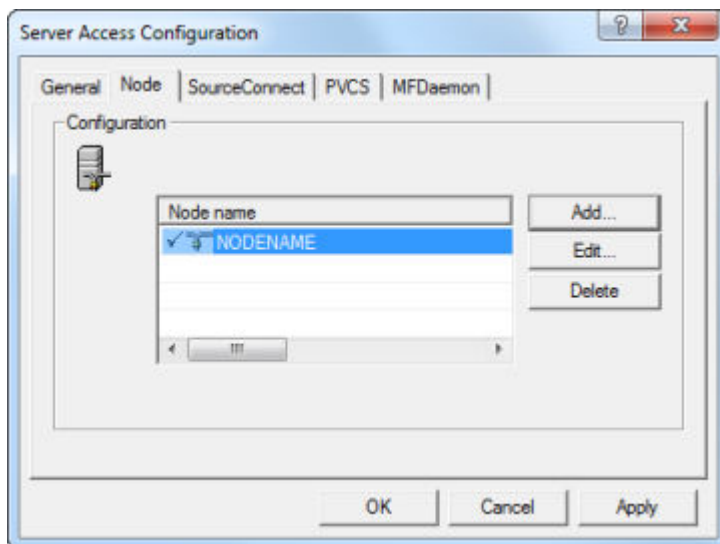 Server Access Configuration
General Node SourceConnect PVCS MFDaemon
Configuration
Node name
NODENAME
Add...
Edit...
Delete
OK Cancel Apply